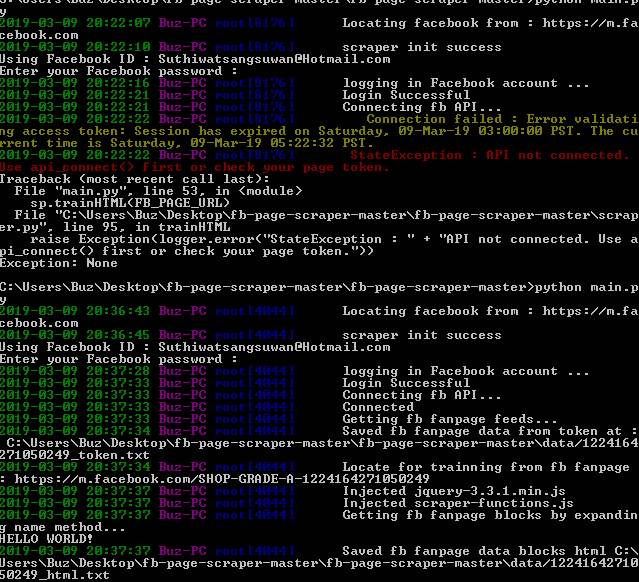 y
2019-03-09 20:22:07 Buz-PC root[8176] Locating facebook from : https://m.fa
cebook.com
2019-03-09 20:22:10 Buz-PC root[8176] scraper init success
Using Facebook ID : Suthiwatsangsuwan@Hotmail.com
Enter your Facebook password :
2019-03-09 20:22:16 Buz-PC root[8176] logging in Facebook account ...
2019-03-09 20:22:21 Buz-PC root[8176] Login Successful
2019-03-09 20:22:21 Buz-PC root[8176] Connecting fb API...
2019-03-09 20:22:22 Buz-PC root[8176] Connection failed : Error validati
ng access token: Session has expired on Saturday, 09-Mar-19 03:00:00 PST. The cu
rrent time is Saturday, 09-Mar-19 05:22:32 PST.
2019-03-09 20:22:22 Buz-PC root[8176] StateException : API not connected.
Use api_connect() first or check your page token.
Traceback (most recent call last):
File "main.py", line 53, in <module>
sp.trainHTML(FB_PAGE_URL)
File "C:\Users\Buz\Desktop\fb-page-scraper-master\fb-page-scraper-master\scrap
er.py", line 95, in trainHTML
raise Exception(logger.error("StateException : " + "API not connected. Use a
pi_connect() first or check your page token."))
Exception: None
C:\Users\Buz\Desktop\fb-page-scraper-master\fb-page-scraper-master>python main.p
y
2019-03-09 20:36:43 Buz-PC root[4044] Locating facebook from : https://m.fa
cebook.com
2019-03-09 20:36:45 Buz-PC root[4044] scraper init success
Using Facebook ID : Suthiwatsangsuwan@Hotmail.com
Enter your Facebook password :
2019-03-09 20:37:28 Buz-PC root[4044] logging in Facebook account ...
2019-03-09 20:37:33 Buz-PC root[4044] Login Successful
2019-03-09 20:37:33 Buz-PC root[4044] Connecting fb API...
2019-03-09 20:37:33 Buz-PC root[4044] Connected
2019-03-09 20:37:33 Buz-PC root[4044] Getting fb fanpage feeds...
2019-03-09 20:37:34 Buz-PC root[4044] Saved fb fanpage data from token at :
C:\Users\Buz\Desktop\fb-page-scraper-master\fb-page-scraper-master\data/1224164
271050249_token.txt
2019-03-09 20:37:34 Buz-PC root[4044] Locate for trainning from fb fanpage
: https://m.facebook.com/SHOP-GRADE-A-1224164271050249
2019-03-09 20:37:37 Buz-PC root[4044] Injected jquery-3.3.1.min.js
2019-03-09 20:37:37 Buz-PC root[4044] Injected scraper-functions.js
2019-03-09 20:37:37 Buz-PC root[4044] Getting fb fanpage blocks by expandin
g name method...
HELLO WORLD!
2019-03-09 20:37:37 Buz-PC root[4044] Saved fb fanpage data blocks html C:\
Users\Buz\Desktop\fb-page-scraper-master\fb-page-scraper-master\data/12241642710
50249_html.txt